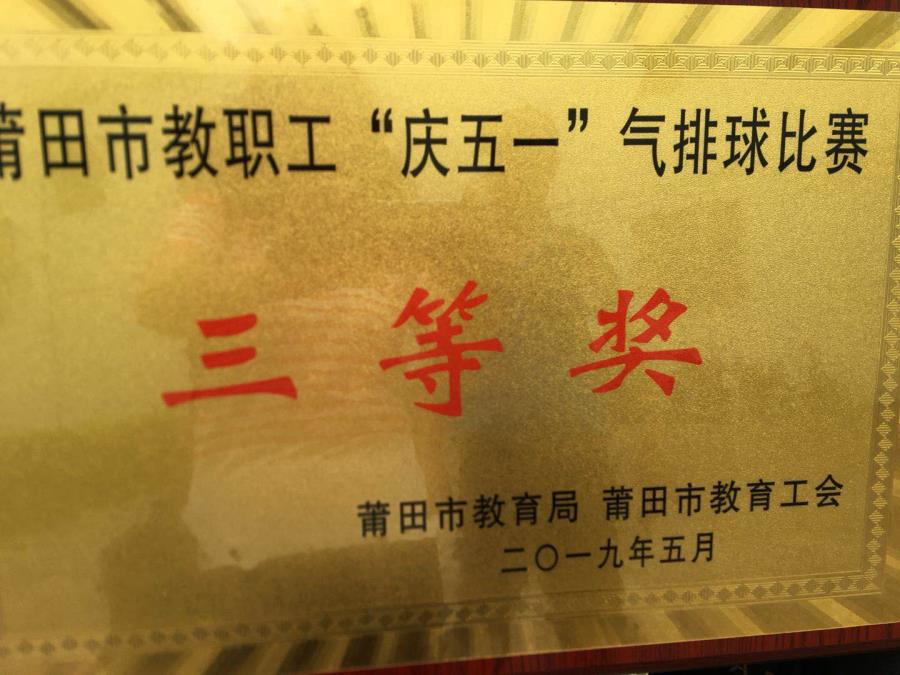 莆田市教职工“庆五一”气排球比赛
三等奖
莆田市教育局 莆田市教育工会
二〇一九年五月